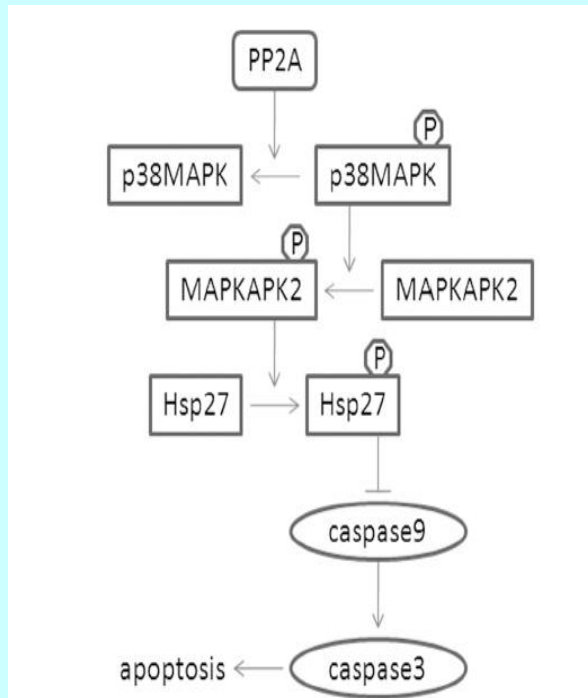 PP2A
P
p38MAPK p38MAPK
P
MAPKAPK2 MAPKAPK2
P
Hsp27 Hsp27
caspase9
apoptosis caspase3